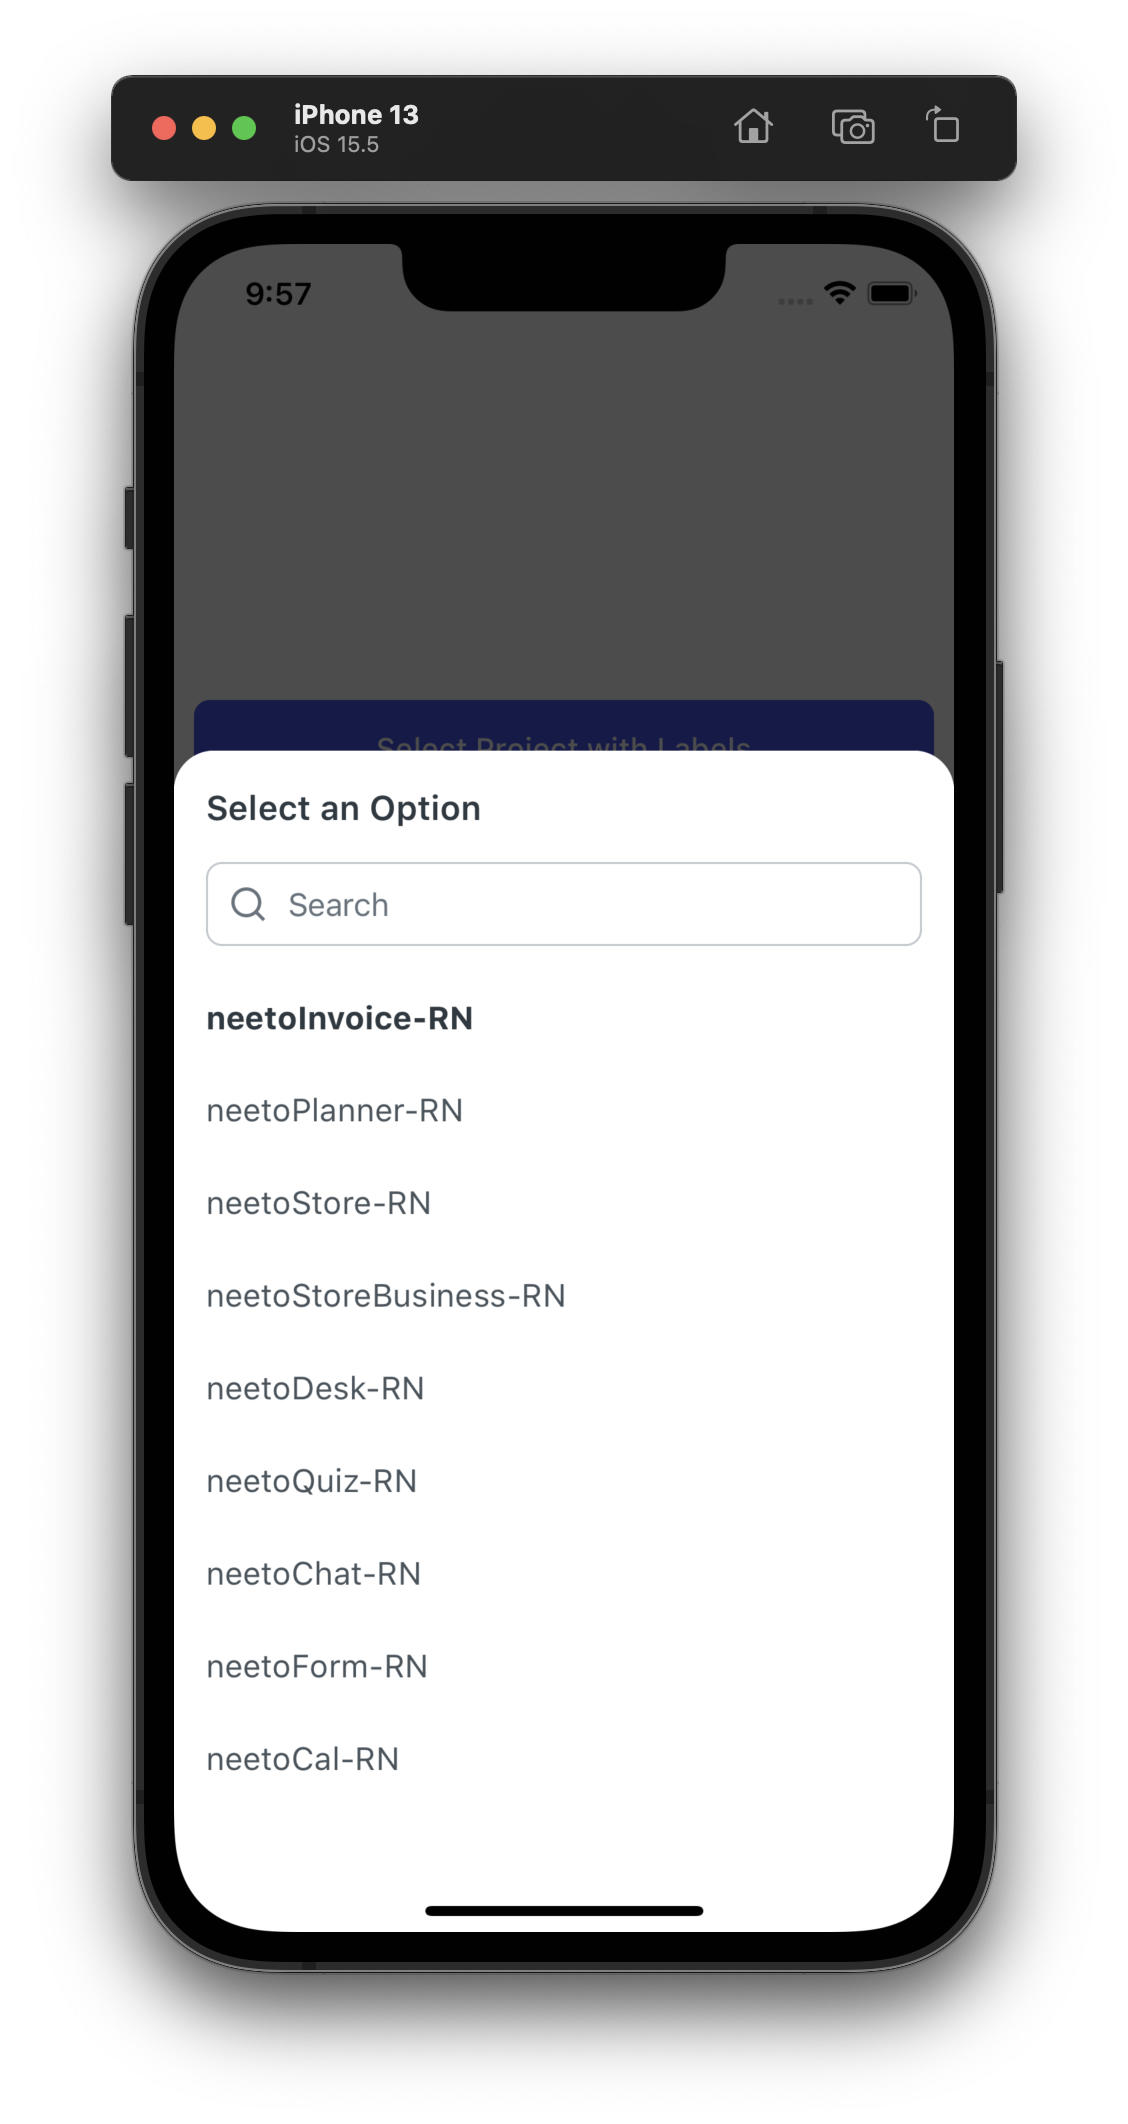 iPhone 13
iOS 15.5
9:57
Select Project with Labels
Select an Option
Search
neetoInvoice-RN
neetoPlanner-RN
neetoStore-RN
neetoStoreBusiness-RN
neetoDesk-RN
neetoQuiz-RN
neetoChat-RN
neetoForm-RN
neetoCal-RN